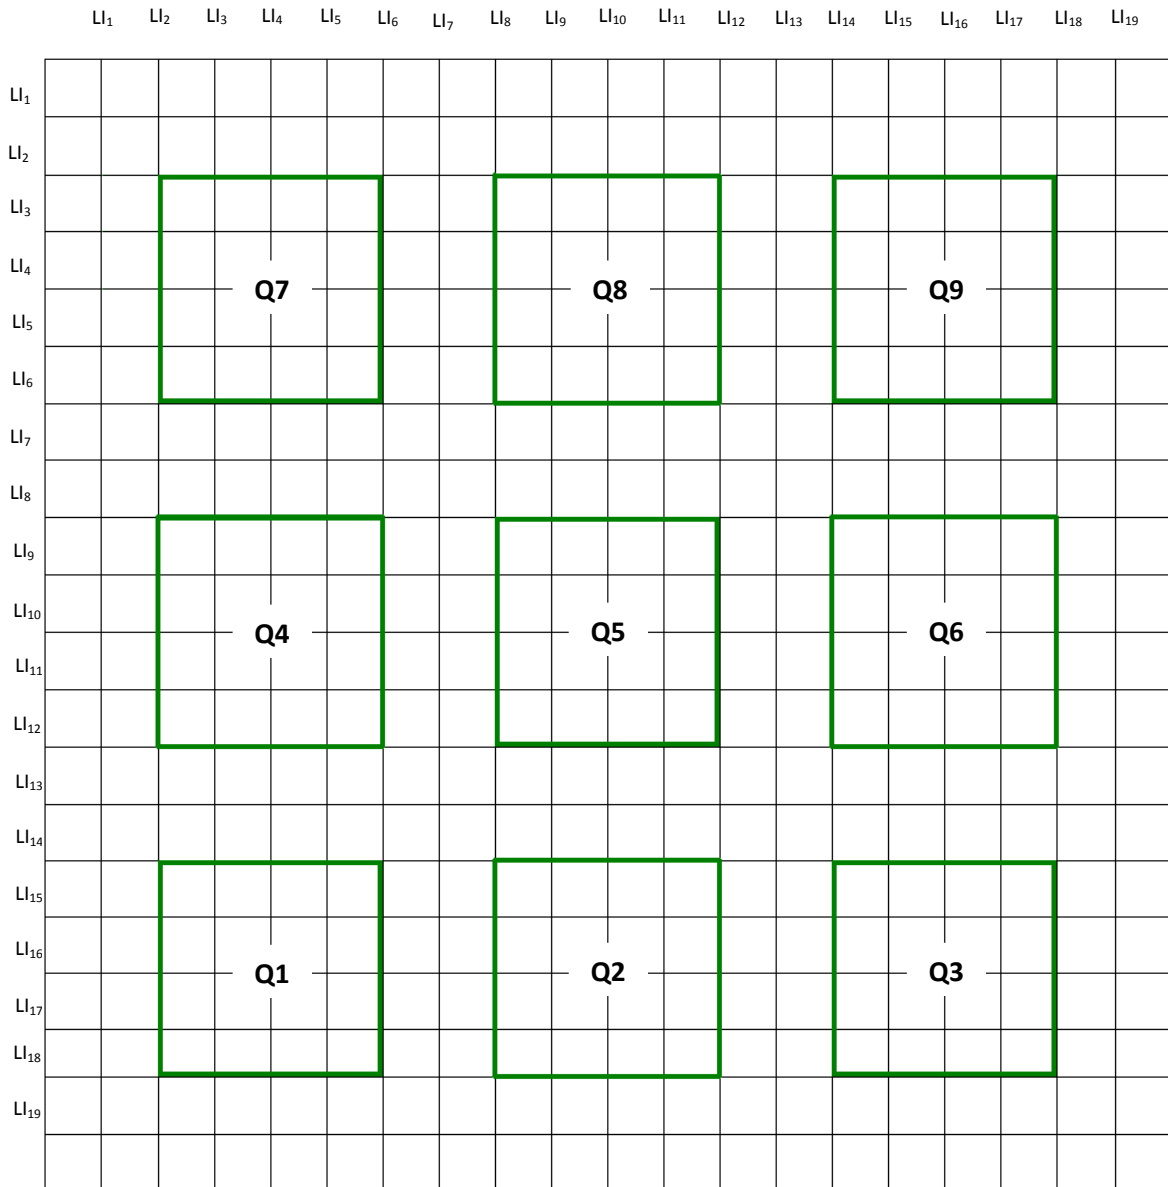 LI₁ LI₂ LI₃ LI₄ LI₅ LI₆ LI₇ LI₈ LI₉ LI₁₀ LI₁₁ LI₁₂ LI₁₃ LI₁₄ LI₁₅ LI₁₆ LI₁₇ LI₁₈ LI₁₉
LI₁
LI₂
LI₃
LI₄
Q7 Q8 Q9
LI₅
LI₆
LI₇
LI₈
LI₉
LI₁₀
Q4 Q5 Q6
LI₁₁
LI₁₂
LI₁₃
LI₁₄
LI₁₅
LI₁₆
Q1 Q2 Q3
LI₁₇
LI₁₈
LI₁₉